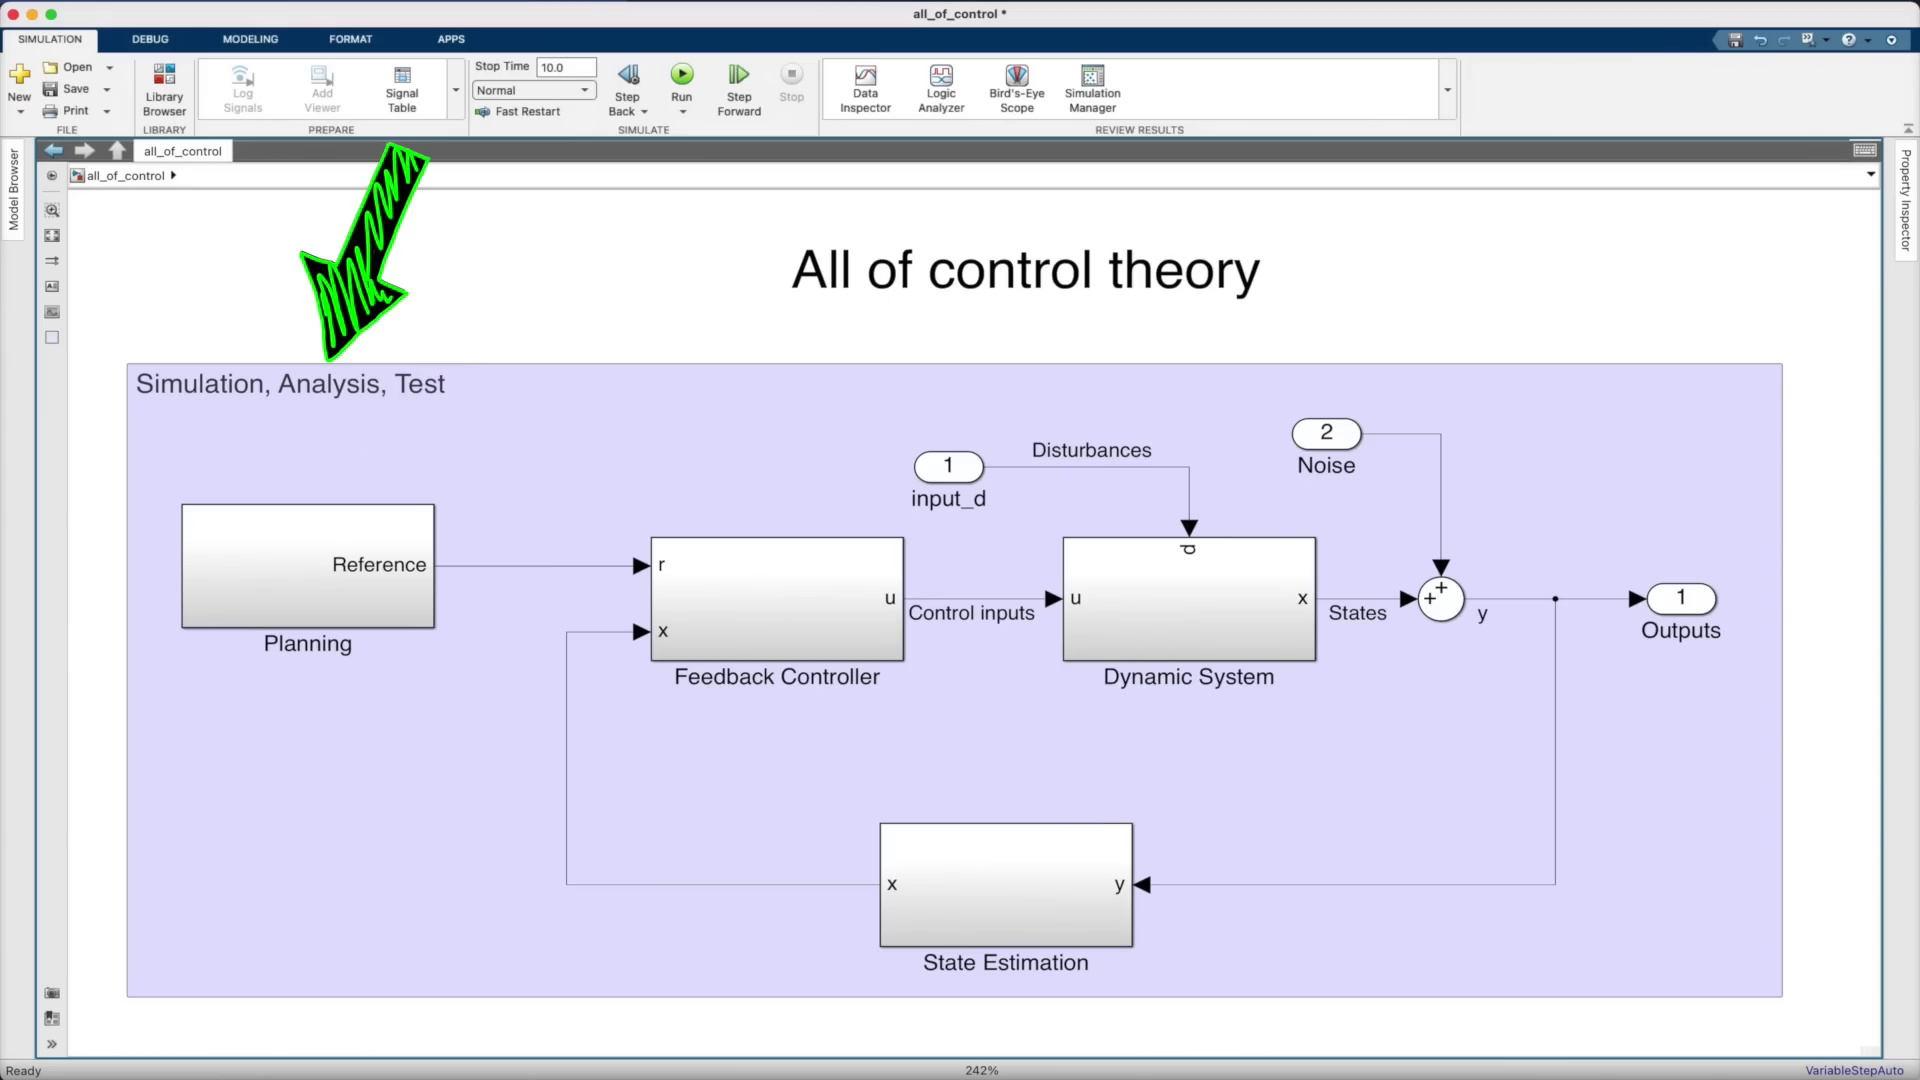 all_of_control *
SIMULATION DEBUG MODELING FORMAT APPS
New
Open
Save
Print
FILE
Library Browser
LIBRARY
Log Signals
Add Viewer
Signal Table
PREPARE
Stop Time 10.0
Normal
Fast Restart
Step Back
Run
Step Forward
Stop
SIMULATE
Data Inspector
Logic Analyzer
Bird's-Eye Scope
Simulation Manager
REVIEW RESULTS
Model Browser
Property Inspector
all_of_control
all_of_control
All of control theory
Simulation, Analysis, Test
2
Noise
Disturbances
1
input_d
Reference
Planning
r
x
u
Feedback Controller
Control inputs
d
u
x
Dynamic System
States
+
+
y
1
Outputs
x
y
State Estimation
Ready
242%
VariableStepAuto